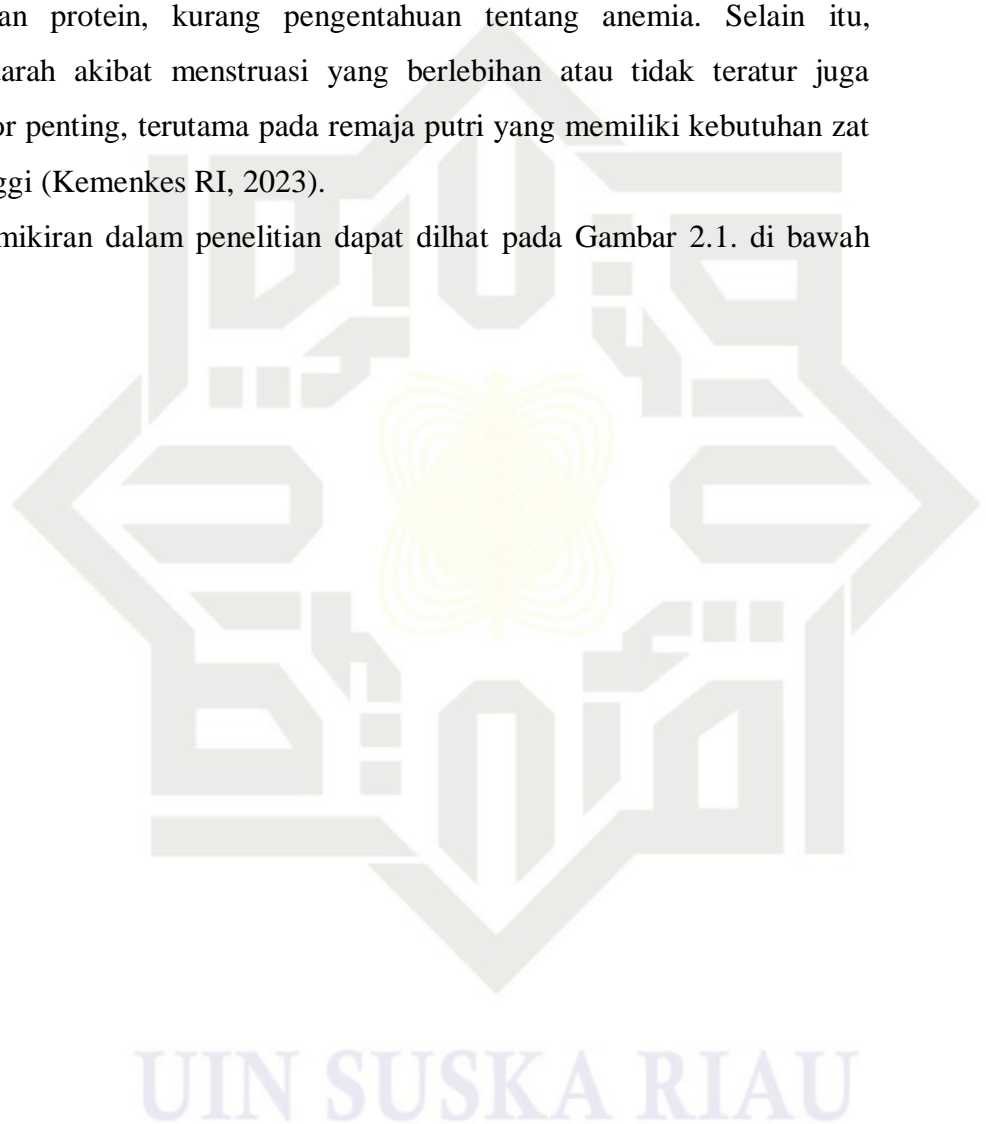 an protein, kurang pengentahuan tentang anemia. Selain itu,
arah akibat menstruasi yang berlebihan atau tidak teratur juga
or penting, terutama pada remaja putri yang memiliki kebutuhan zat
ggi (Kemenkes RI, 2023).
mikiran dalam penelitian dapat dilhat pada Gambar 2.1. di bawah
UIN SUSKA RIAU